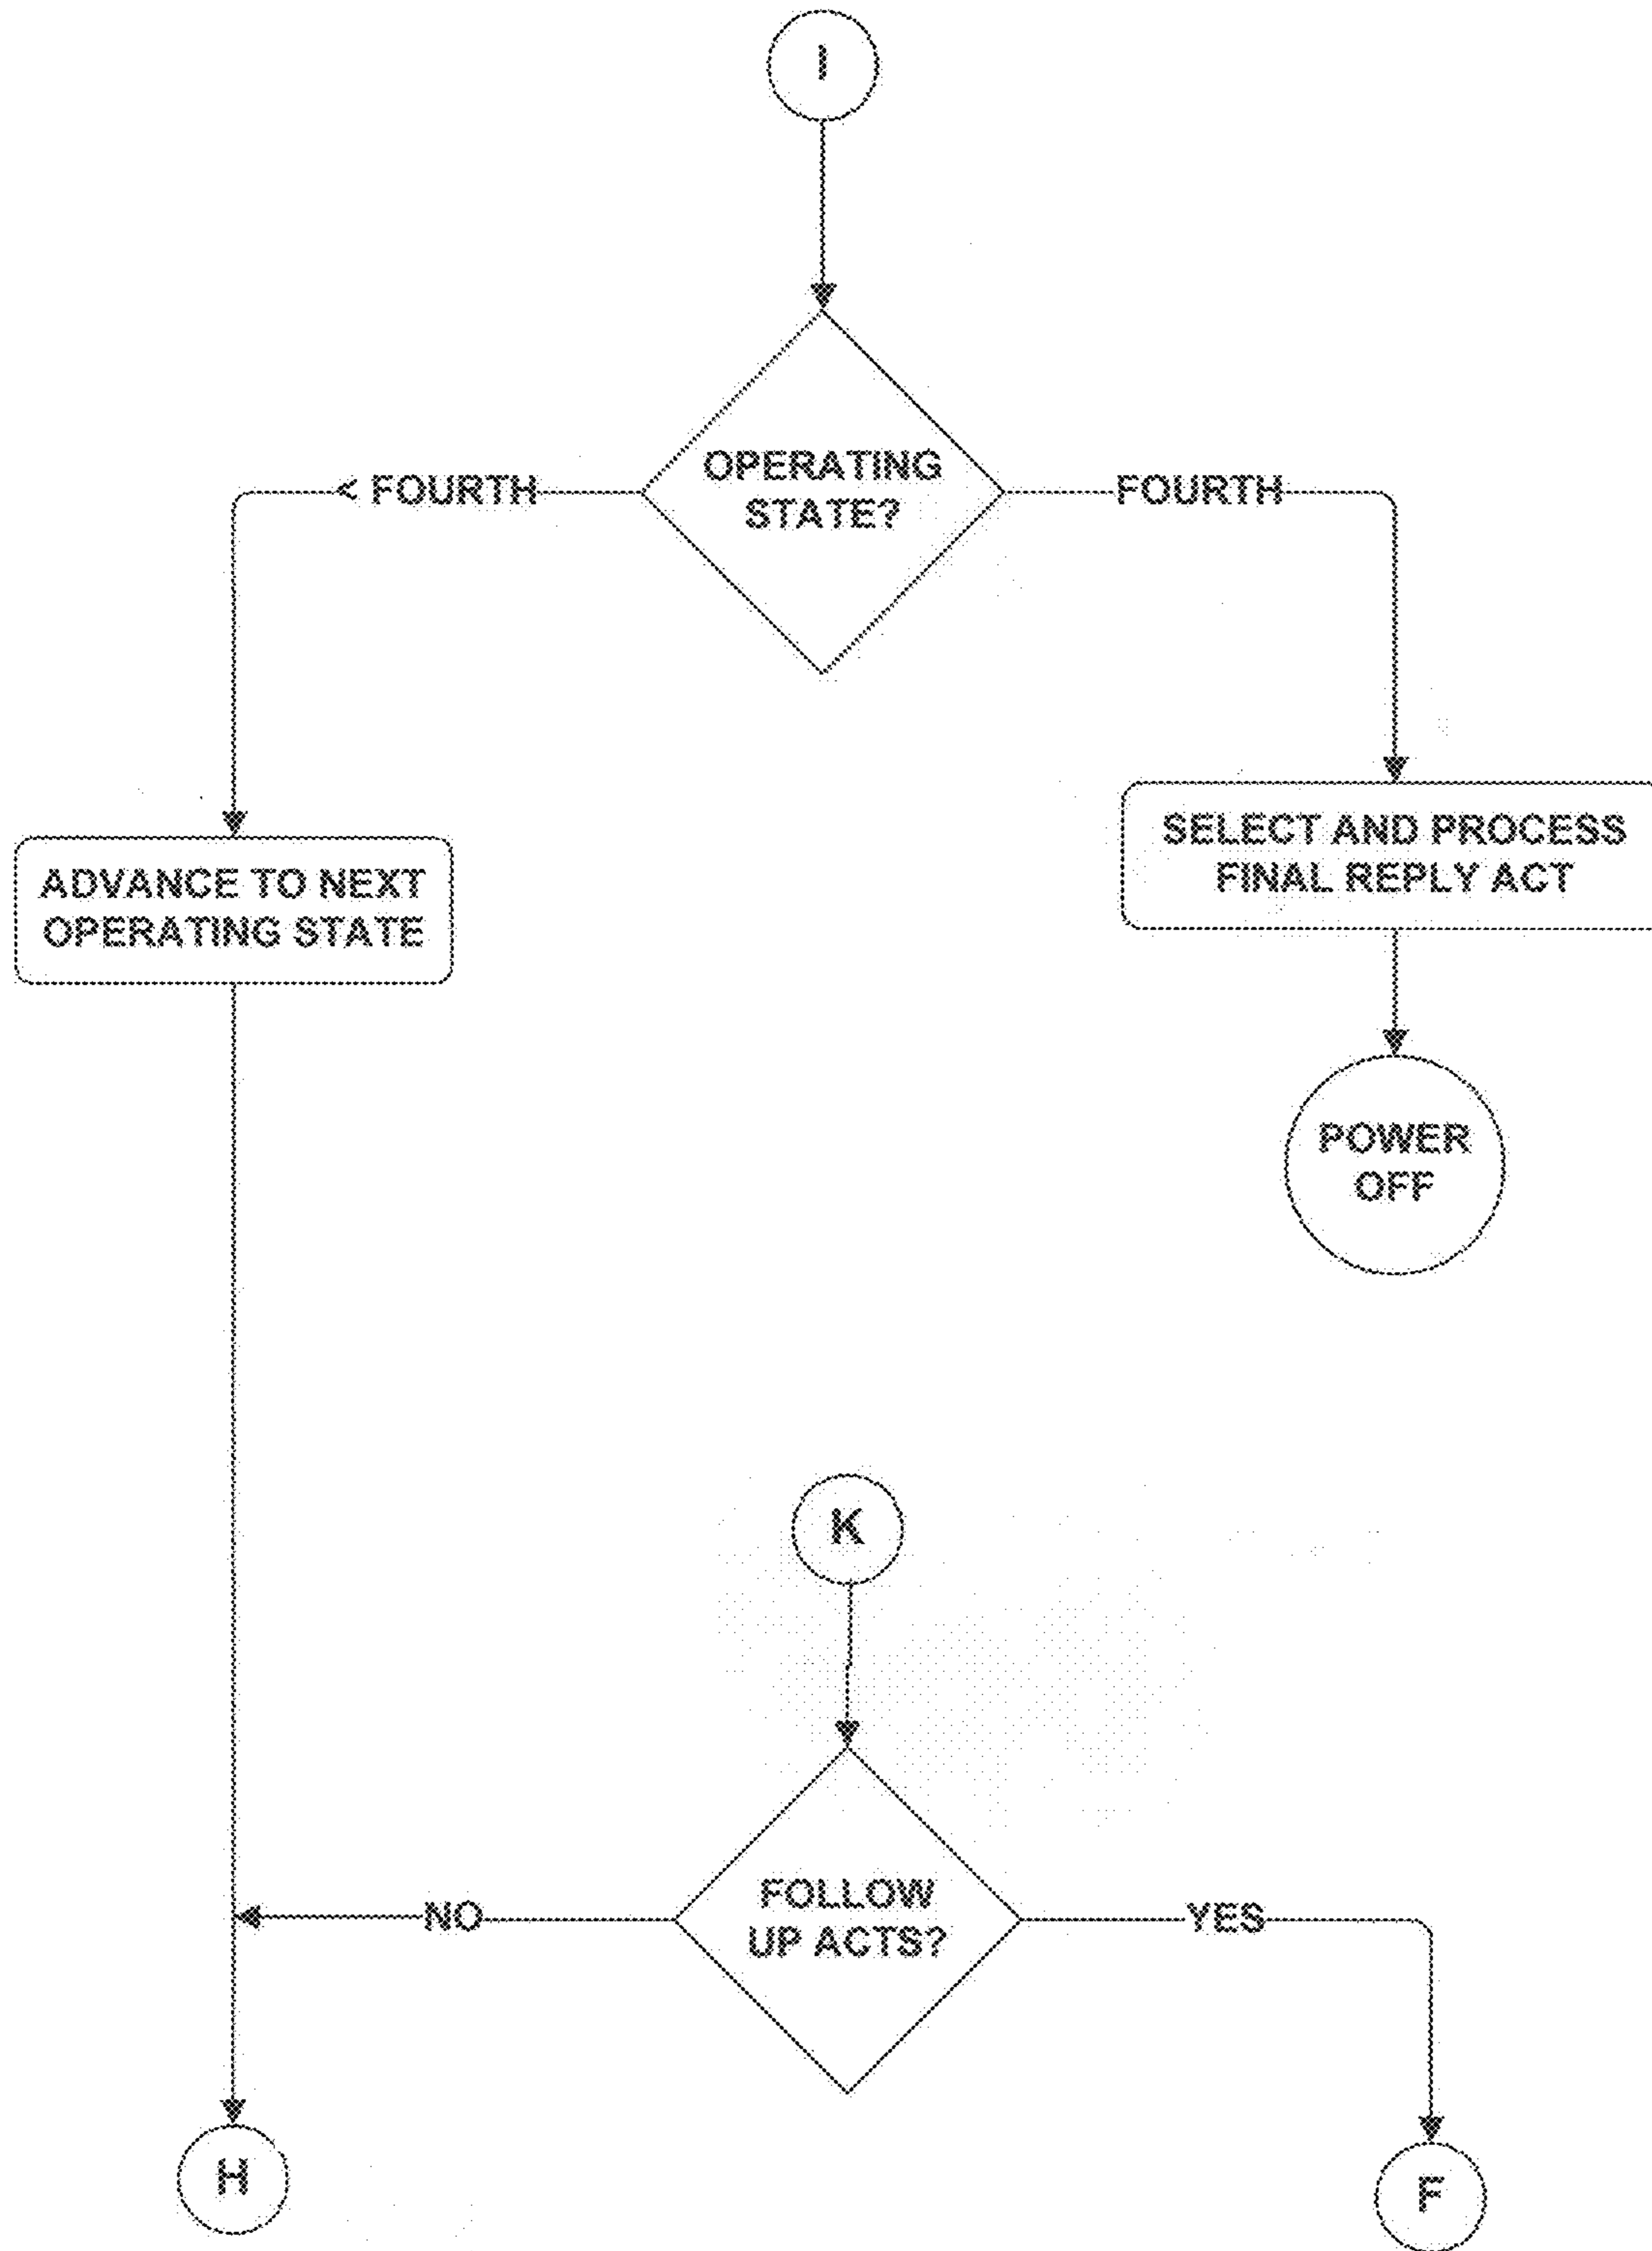 I
OPERATING
STATE?
< FOURTH
FOURTH
SELECT AND PROCESS
FINAL REPLY ACT
ADVANCE TO NEXT
OPERATING STATE
POWER
OFF
K
FOLLOW
UP ACTS?
NO
YES
H
F